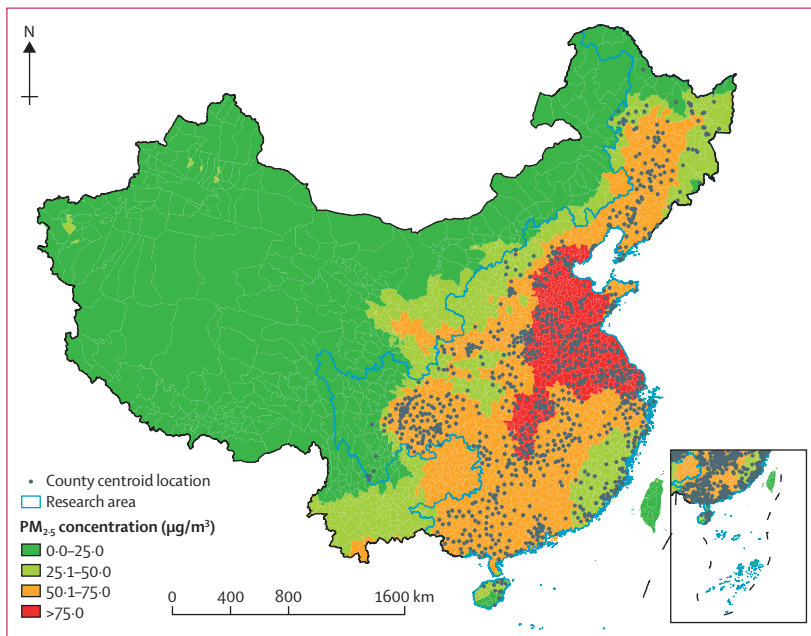 N
County centroid location
Research area
PM2·5 concentration (μg/m³)
0·0–25·0
25·1–50·0
50·1–75·0
>75·0
0 400 800 1600 km